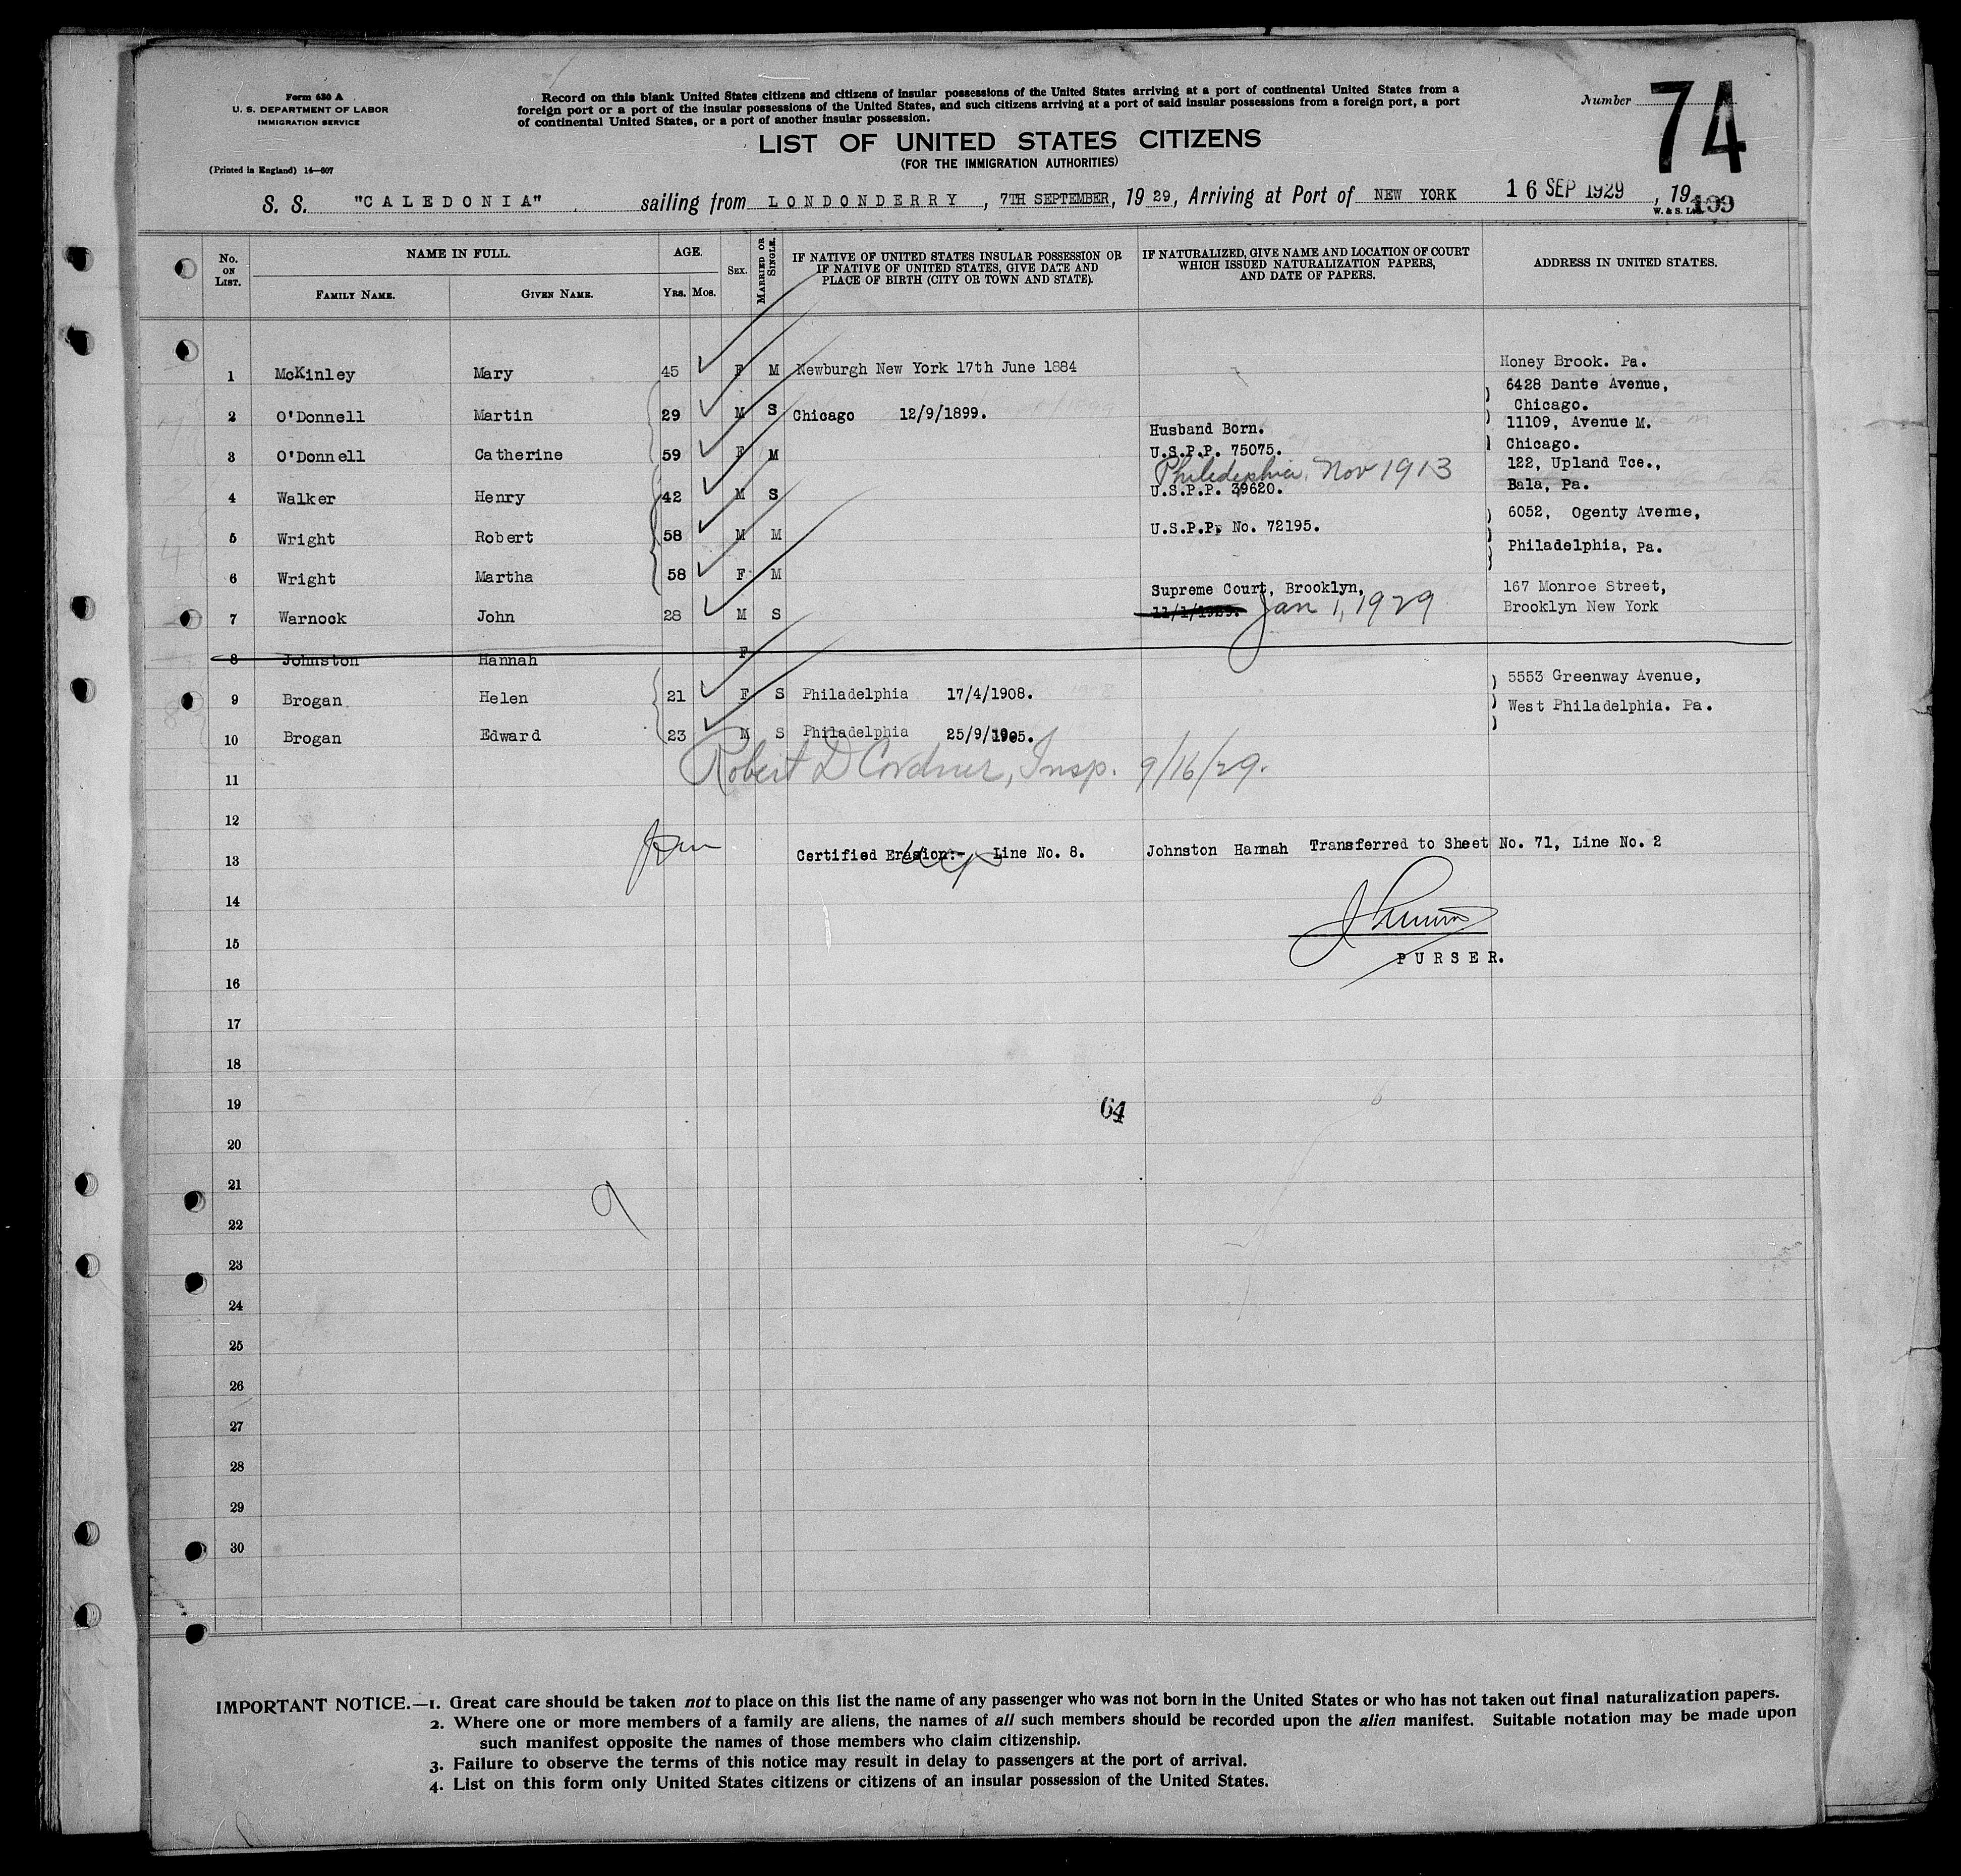 Form 630 A
U. S. DEPARTMENT OF LABOR
IMMIGRATION SERVICE
(Printed in England) 14—607
Record on this blank United States citizens and citizens of insular possessions of the United States arriving at a port of continental United States from a
foreign port or a port of the insular possessions of the United States, and such citizens arriving at a port of said insular possessions from a foreign port, a port
of continental United States, or a port of another insular possession.
Number 74
LIST OF UNITED STATES CITIZENS
(FOR THE IMMIGRATION AUTHORITIES)
S. S. "CALEDONIA" sailing from LONDONDERRY, 7TH SEPTEMBER, 1929, Arriving at Port of NEW YORK 16 SEP 1929, 19
W. & S. Ld. 109
No. ON LIST. NAME IN FULL. AGE. SEX. MARRIED OR SINGLE. IF NATIVE OF UNITED STATES INSULAR POSSESSION OR IF NATIVE OF UNITED STATES, GIVE DATE AND PLACE OF BIRTH (CITY OR TOWN AND STATE). IF NATURALIZED, GIVE NAME AND LOCATION OF COURT WHICH ISSUED NATURALIZATION PAPERS, AND DATE OF PAPERS. ADDRESS IN UNITED STATES.
FAMILY NAME. GIVEN NAME. YRS. MOS.
1 McKinley Mary 45 F M Newburgh New York 17th June 1884 Honey Brook. Pa.
6428 Dante Avenue,
2 O'Donnell Martin 29 M S Chicago 12/9/1899. Chicago.
Husband Born. 11109, Avenue M.
3 O'Donnell Catherine 59 F M U.S.P.P. 75075. Chicago.
Philedephia, Nov 1913 122, Upland Tce.,
4 Walker Henry 42 M S U.S.P.P. 39620. Bala, Pa.
6052, Ogenty Avenue,
5 Wright Robert 58 M M U.S.P.P. No. 72195.
Philadelphia, Pa.
6 Wright Martha 58 F M
Supreme Court, Brooklyn, 167 Monroe Street,
7 Warnock John 28 M S 11/1/1929. Jan 1, 1929 Brooklyn New York
8 Johnston Hannah F
5553 Greenway Avenue,
9 Brogan Helen 21 F S Philadelphia 17/4/1908.
West Philadelphia. Pa.
10 Brogan Edward 23 M S Philadelphia 25/9/1905.
Robert D Cordner, Insp. 9/16/29.
11
12
13 Certified Erasion:- Line No. 8. Johnston Hannah Transferred to Sheet No. 71, Line No. 2
14
15
PURSER.
16
17
18
19
64
20
21
9
22
23
24
25
26
27
28
29
30
IMPORTANT NOTICE.—1. Great care should be taken not to place on this list the name of any passenger who was not born in the United States or who has not taken out final naturalization papers.
2. Where one or more members of a family are aliens, the names of all such members should be recorded upon the alien manifest. Suitable notation may be made upon
such manifest opposite the names of those members who claim citizenship.
3. Failure to observe the terms of this notice may result in delay to passengers at the port of arrival.
4. List on this form only United States citizens or citizens of an insular possession of the United States.